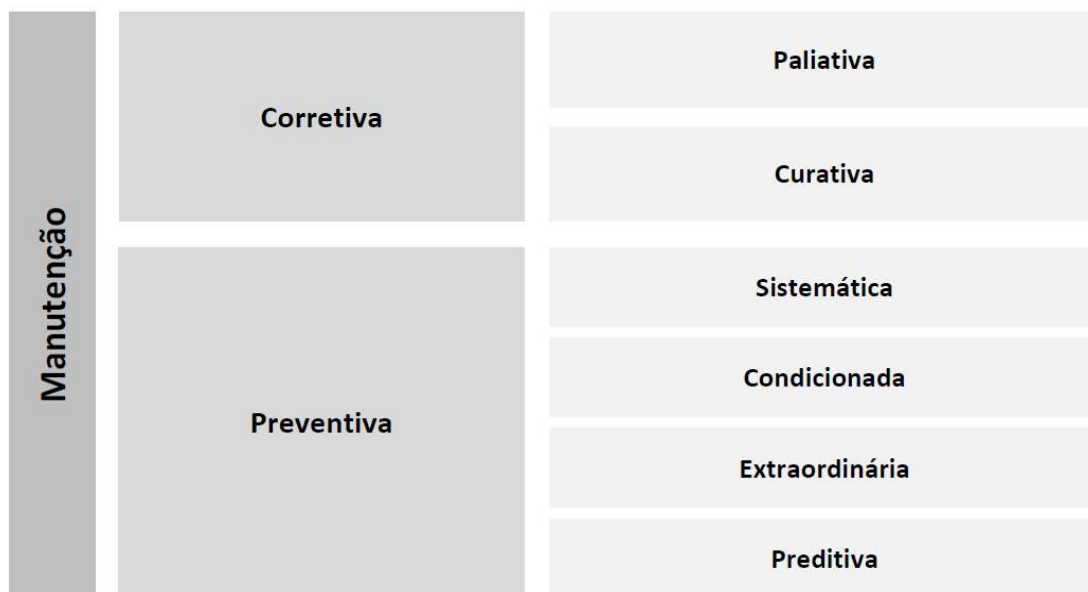 Manutenção
Corretiva
Paliativa
Curativa
Preventiva
Sistemática
Condicionada
Extraordinária
Preditiva